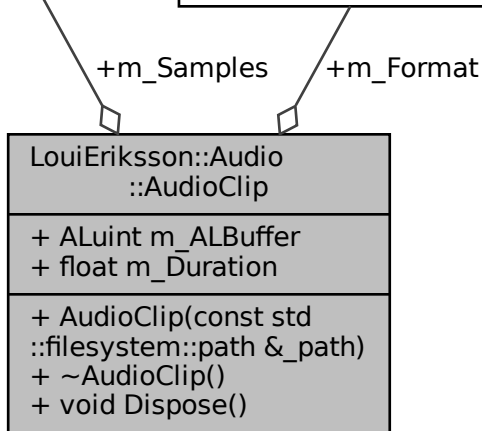 +m_Samples
+m_Format
LouiEriksson::Audio
::AudioClip
+ ALuint m_ALBuffer
+ float m_Duration
+ AudioClip(const std
::filesystem::path &_path)
+ ~AudioClip()
+ void Dispose()